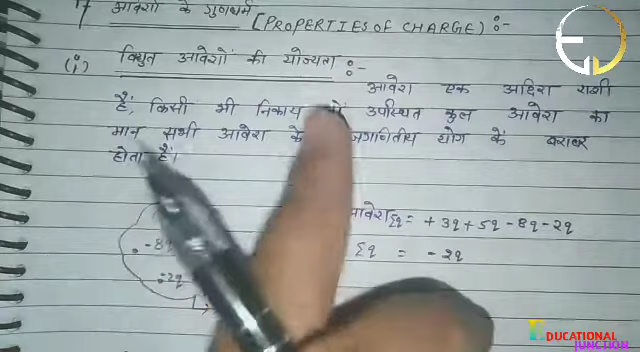 आवेशो के गुणधर्म [PROPERTIES OF CHARGE] :-
(i) विद्युत आवेशों की योज्यता :-
आवेश एक अदिश राशी
है, किसी भी निकाय में उपस्थित कुल आवेश का
मान सभी आवेश के बीजगणितीय योग के बराबर
होता है।
आवेश Σq = +3q + 5q - 8q - 2q
-8q
Σq = -2q
-2q
EDUCATIONAL
JUNCTION